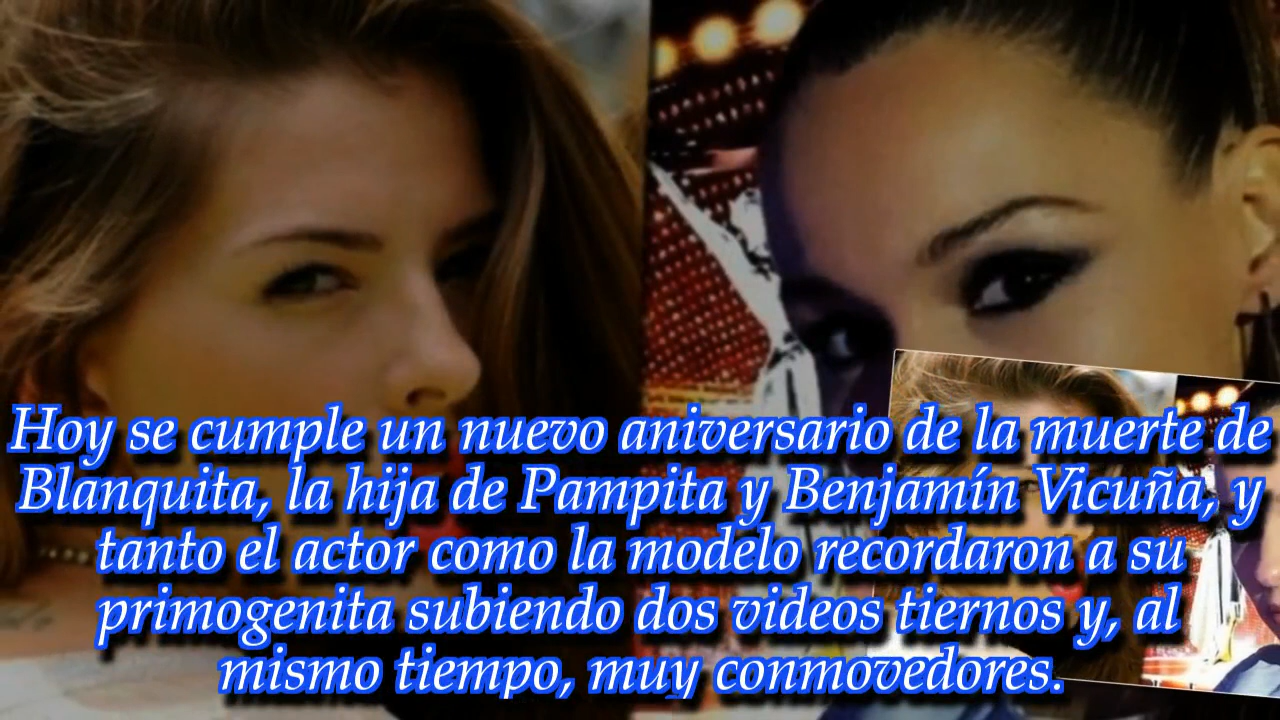 Hoy se cumple un nuevo aniversario de la muerte de
Blanquita, la hija de Pampita y Benjamín Vicuña, y
tanto el actor como la modelo recordaron a su
primogenita subiendo dos videos tiernos y, al
mismo tiempo, muy conmovedores.